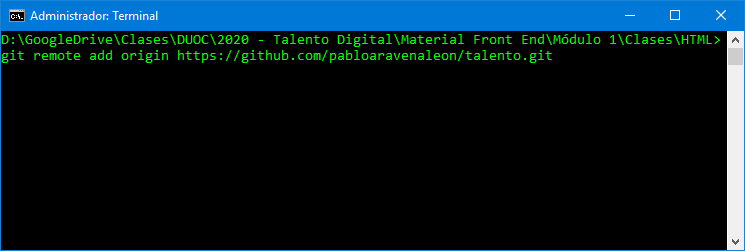 Administrador: Terminal
D:\GoogleDrive\Clases\DUOC\2020 - Talento Digital\Material Front End\Módulo 1\Clases\HTML>
git remote add origin https://github.com/pabloaravenaleon/talento.git